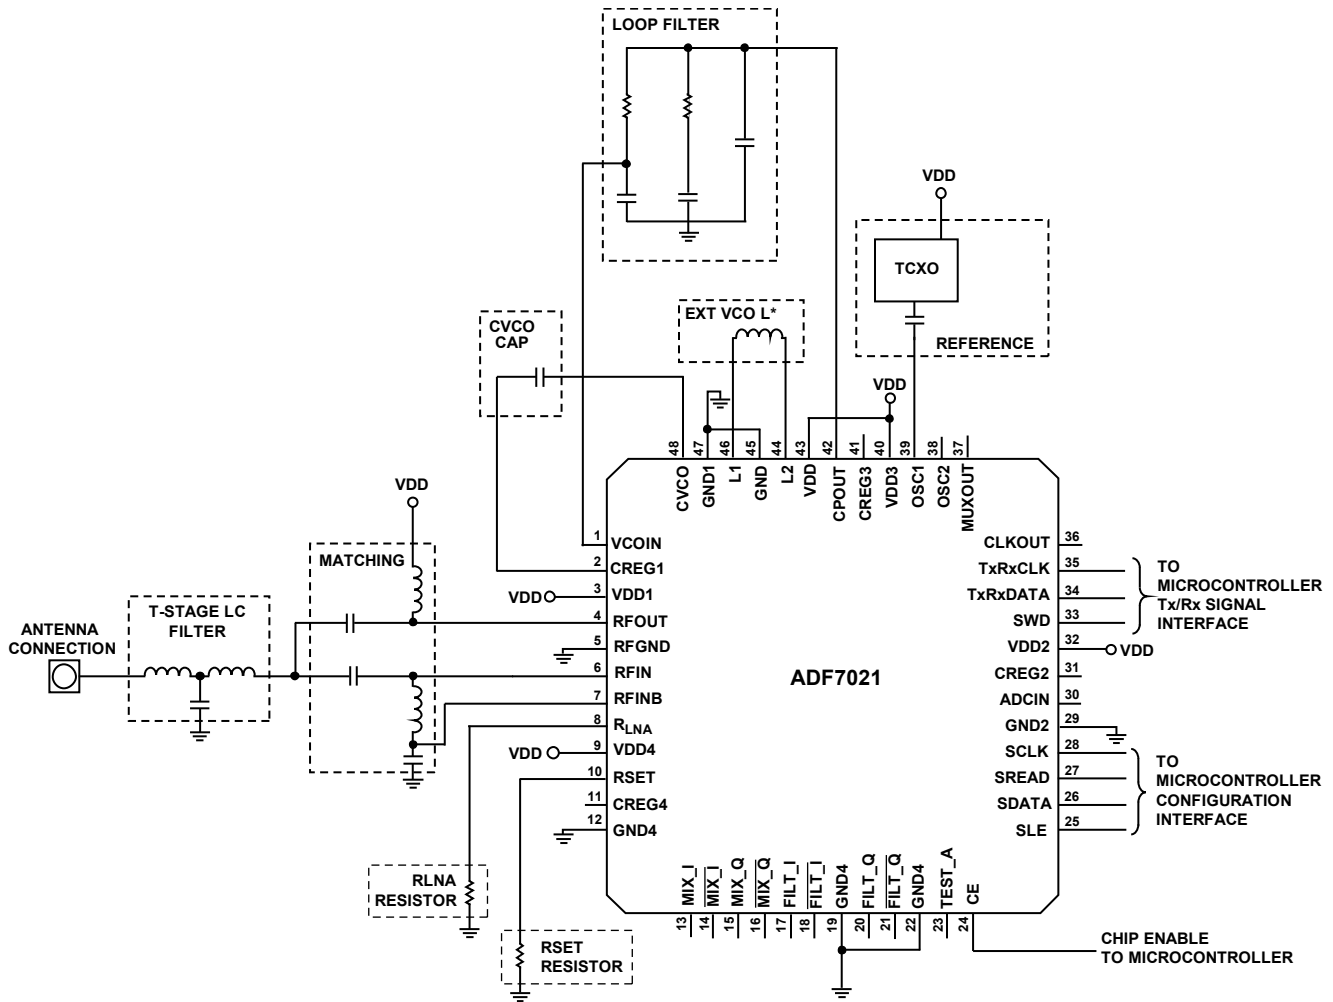 LOOP FILTER
VDD
TCXO
REFERENCE
EXT VCO L*
CVCO
CAP
VDD
48
47
46
45
44
43
42
41
40
39
38
37
CVCO
GND1
L1
GND
L2
VDD
CPOUT
CREG3
VDD3
OSC1
OSC2
MUXOUT
VDD
MATCHING
T-STAGE LC
FILTER
ANTENNA
CONNECTION
1 VCOIN
2 CREG1
VDD 3 VDD1
4 RFOUT
5 RFGND
6 RFIN
7 RFINB
8 RLNA
VDD 9 VDD4
10 RSET
11 CREG4
12 GND4
ADF7021
CLKOUT 36
TxRxCLK 35
TxRxDATA 34
SWD 33
VDD2 32 VDD
CREG2 31
ADCIN 30
GND2 29
SCLK 28
SREAD 27
SDATA 26
SLE 25
TO
MICROCONTROLLER
Tx/Rx SIGNAL
INTERFACE
TO
MICROCONTROLLER
CONFIGURATION
INTERFACE
MIX_I
MIX_I
MIX_Q
MIX_Q
FILT_I
FILT_I
GND4
FILT_Q
FILT_Q
GND4
TEST_A
CE
13
14
15
16
17
18
19
20
21
22
23
24
RLNA
RESISTOR
RSET
RESISTOR
CHIP ENABLE
TO MICROCONTROLLER